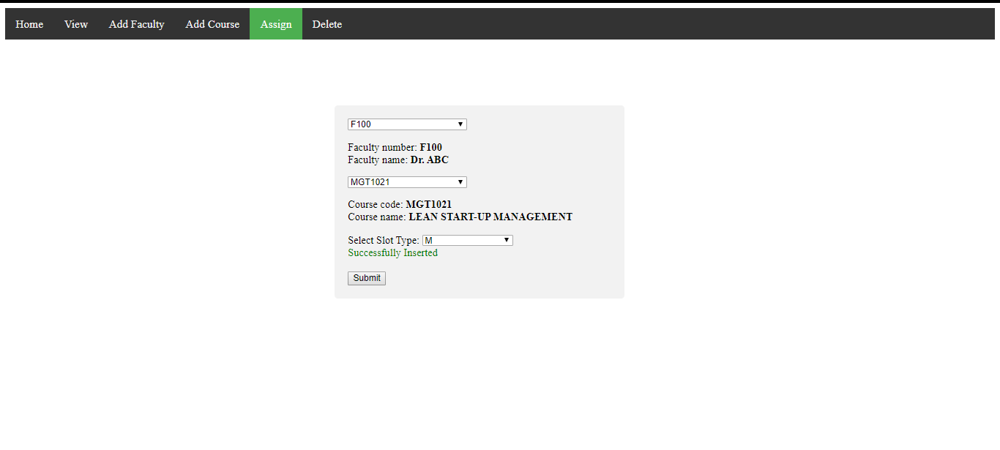 Home View Add Faculty Add Course Assign Delete
F100
Faculty number: F100
Faculty name: Dr. ABC
MGT1021
Course code: MGT1021
Course name: LEAN START-UP MANAGEMENT
Select Slot Type: M
Successfully Inserted
Submit